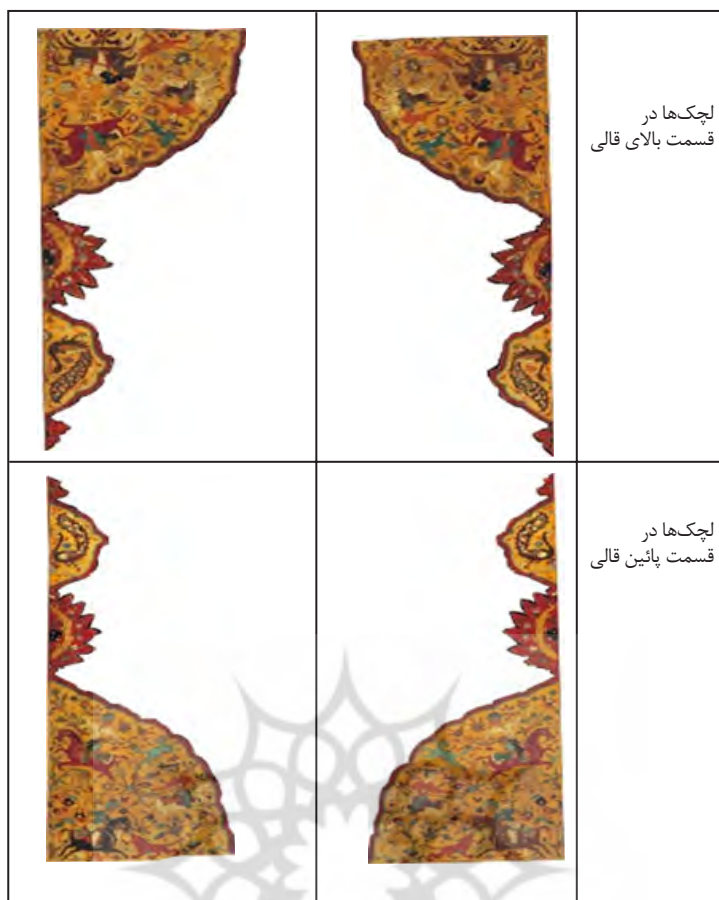 لچک‌ها در
قسمت بالای قالی
لچک‌ها در
قسمت پائین قالی